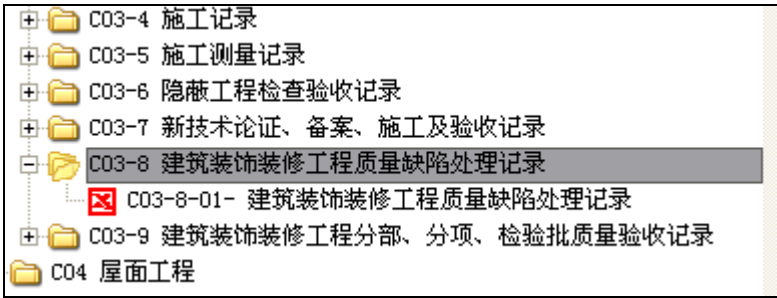 C03-4 施工记录
C03-5 施工测量记录
C03-6 隐蔽工程检查验收记录
C03-7 新技术论证、备案、施工及验收记录
C03-8 建筑装饰装修工程质量缺陷处理记录
C03-8-01- 建筑装饰装修工程质量缺陷处理记录
C03-9 建筑装饰装修工程分部、分项、检验批质量验收记录
C04 屋面工程